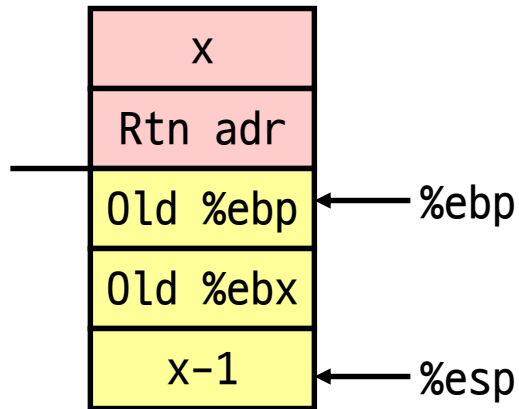 x
Rtn adr
Old %ebp
%ebp
Old %ebx
x-1
%esp